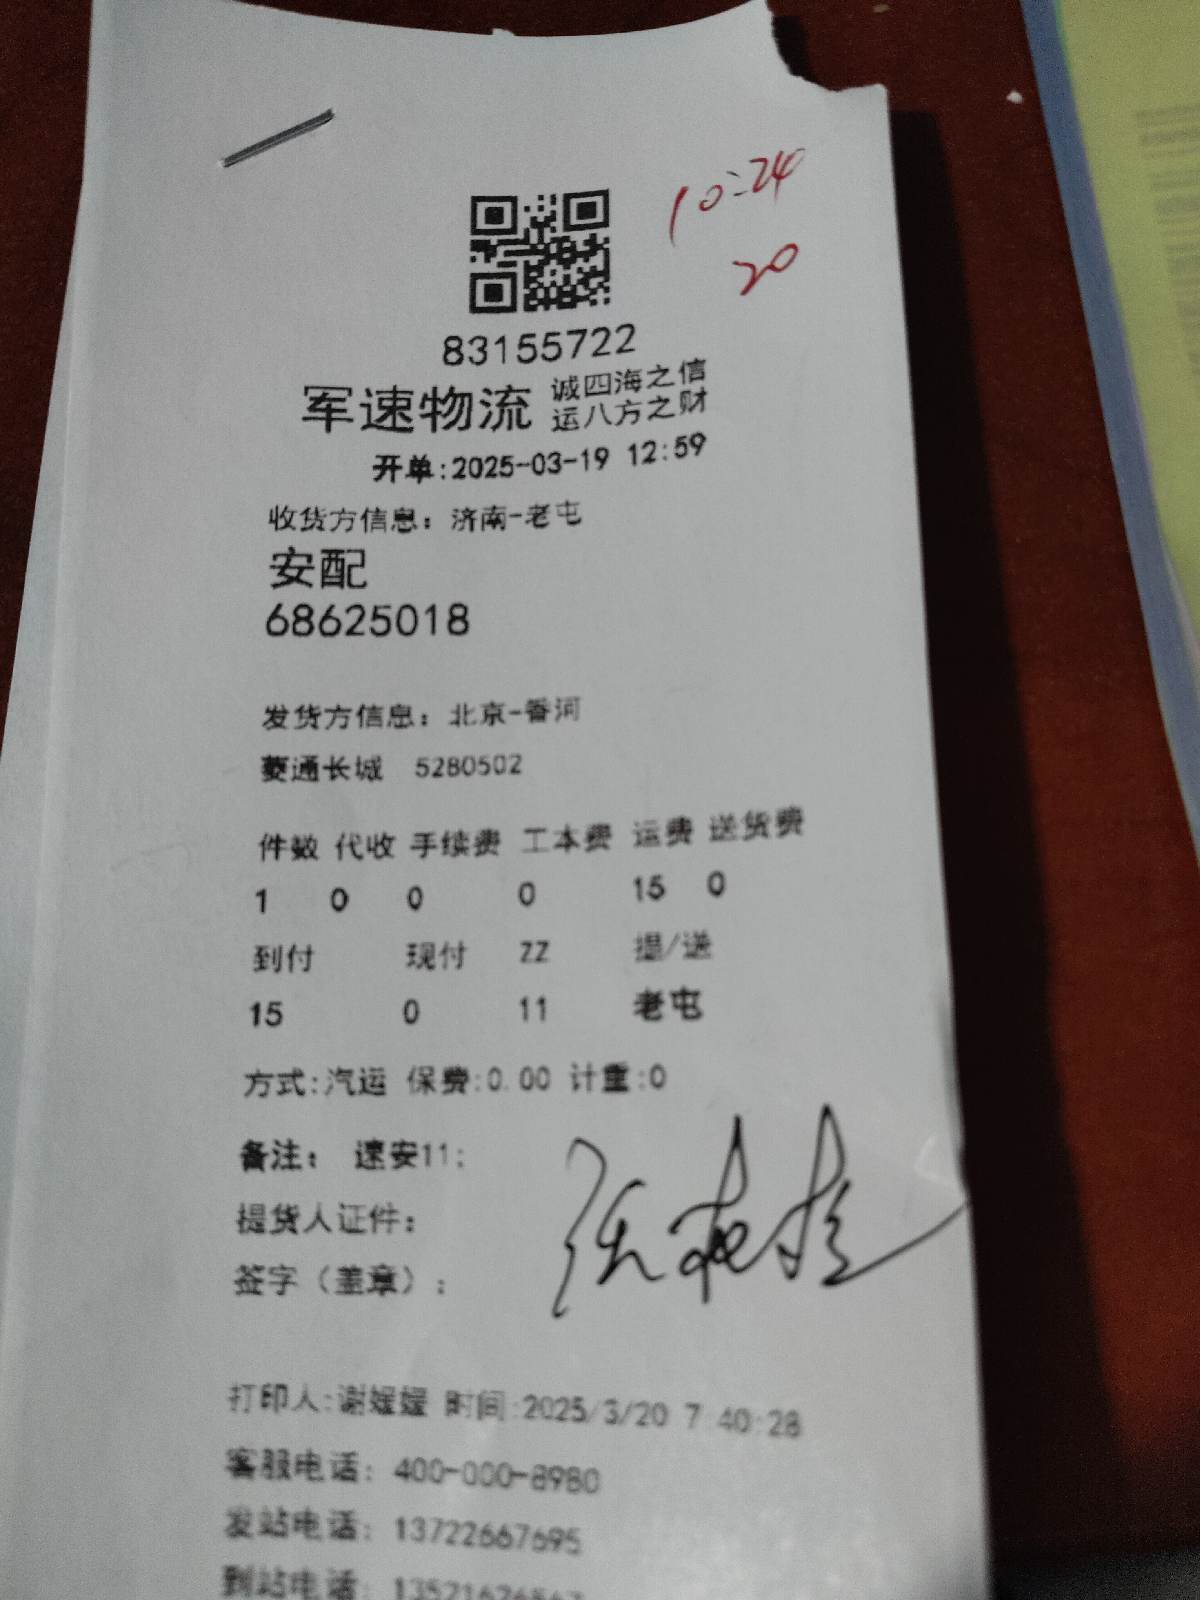 10:24
20
83155722
军速物流 诚四海之信
运八方之财
开单:2025-03-19 12:59
收货方信息：济南-老屯
安配
68625018
发货方信息：北京-香河
菱通长城 5280502
件数 代收 手续费 工本费 运费 送货费
1 0 0 0 15 0
到付 现付 ZZ 提/送
15 0 11 老屯
方式:汽运 保费:0.00 计重:0
备注： 速安11;
提货人证件：
签字（盖章）：
打印人:谢媛媛 时间:2025/3/20 7:40:28
客服电话: 400-000-8980
发站电话: 13722667695
到站电话: